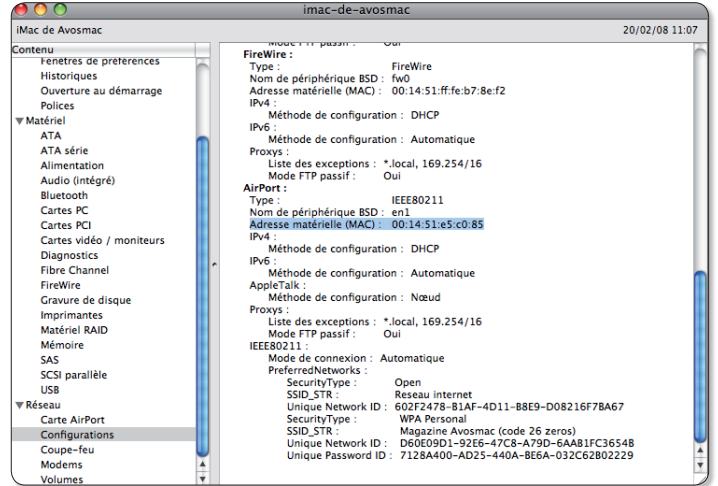 imac-de-avosmac
iMac de Avosmac 20/02/08 11:07
Contenu
Fenêtres de préférences
Historiques
Ouverture au démarrage
Polices
Matériel
ATA
ATA série
Alimentation
Audio (intégré)
Bluetooth
Cartes PC
Cartes PCI
Cartes vidéo / moniteurs
Diagnostics
Fibre Channel
FireWire
Gravure de disque
Imprimantes
Matériel RAID
Mémoire
SAS
SCSI parallèle
USB
Réseau
Carte AirPort
Configurations
Coupe-feu
Modems
Volumes
Mode FTP passif : Oui
FireWire :
Type : FireWire
Nom de périphérique BSD : fw0
Adresse matérielle (MAC) : 00:14:51:ff:fe:b7:8e:f2
IPv4 :
Méthode de configuration : DHCP
IPv6 :
Méthode de configuration : Automatique
Proxys :
Liste des exceptions : *.local, 169.254/16
Mode FTP passif : Oui
AirPort :
Type : IEEE80211
Nom de périphérique BSD : en1
Adresse matérielle (MAC) : 00:14:51:e5:c0:85
IPv4 :
Méthode de configuration : DHCP
IPv6 :
Méthode de configuration : Automatique
AppleTalk :
Méthode de configuration : Nœud
Proxys :
Liste des exceptions : *.local, 169.254/16
Mode FTP passif : Oui
IEEE80211 :
Mode de connexion : Automatique
PreferredNetworks :
SecurityType : Open
SSID_STR : Reseau internet
Unique Network ID : 602F2478-B1AF-4D11-B8E9-D08216F7BA67
SecurityType : WPA Personal
SSID_STR : Magazine Avosmac (code 26 zeros)
Unique Network ID : D60E09D1-92E6-47C8-A79D-6AAB1FC3654B
Unique Password ID : 7128A400-AD25-440A-BE6A-032C62B02229